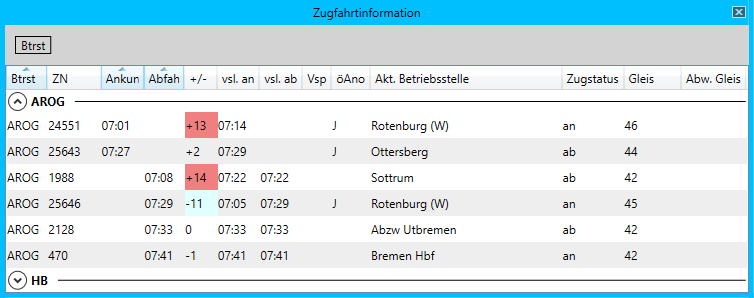 Zugfahrtinformation
Btrst
Btrst ZN Ankun Abfah +/- vsl. an vsl. ab Vsp öAno Akt. Betriebsstelle Zugstatus Gleis Abw. Gleis
AROG
AROG 24551 07:01 +13 07:14 J Rotenburg (W) an 46
AROG 25643 07:27 +2 07:29 J Ottersberg ab 44
AROG 1988 07:08 +14 07:22 07:22 Sottrum ab 42
AROG 25646 07:29 -11 07:05 07:29 J Rotenburg (W) an 45
AROG 2128 07:33 0 07:33 07:33 Abzw Utbremen ab 42
AROG 470 07:41 -1 07:41 07:41 Bremen Hbf an 42
HB